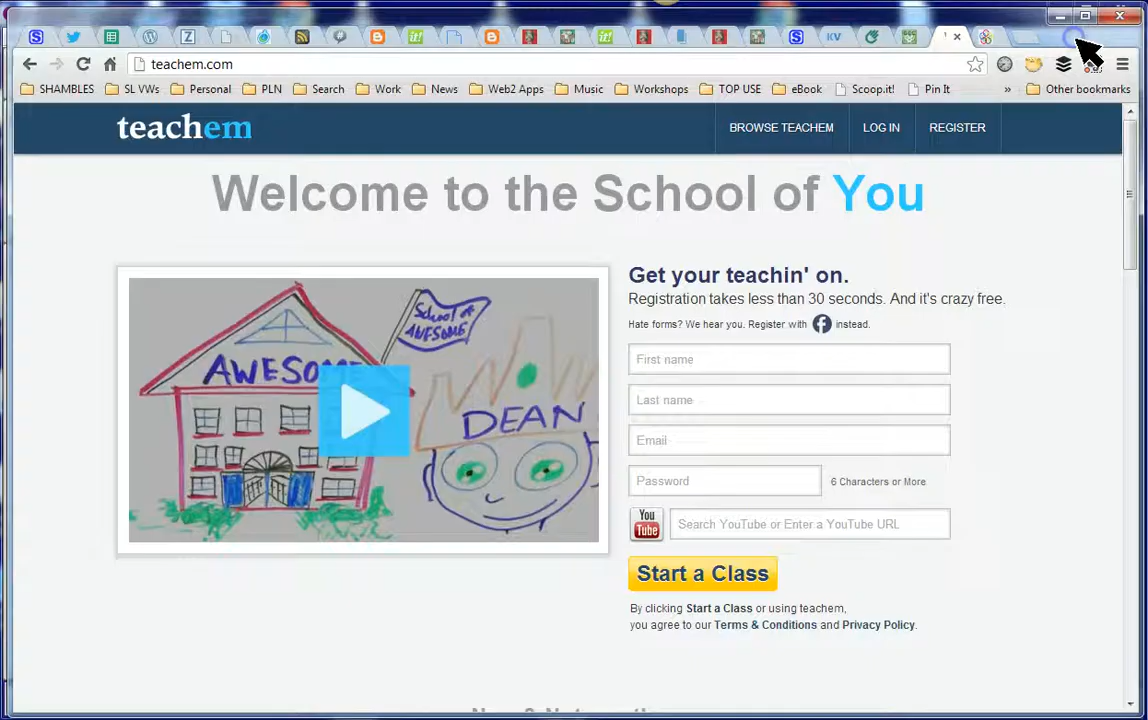 KV
teachem.com
SHAMBLES SL VWs Personal PLN Search Work News Web2 Apps Music Workshops TOP USE eBook Scoop.it! Pin It » Other bookmarks
teachem BROWSE TEACHEM LOG IN REGISTER
Welcome to the School of You
Get your teachin' on.
Registration takes less than 30 seconds. And it's crazy free.
Hate forms? We hear you. Register with f instead.
School of
AWESOME
DEAN
First name
Last name
Email
Password 6 Characters or More
You
Tube
Search YouTube or Enter a YouTube URL
Start a Class
By clicking Start a Class or using teachem,
you agree to our Terms & Conditions and Privacy Policy.